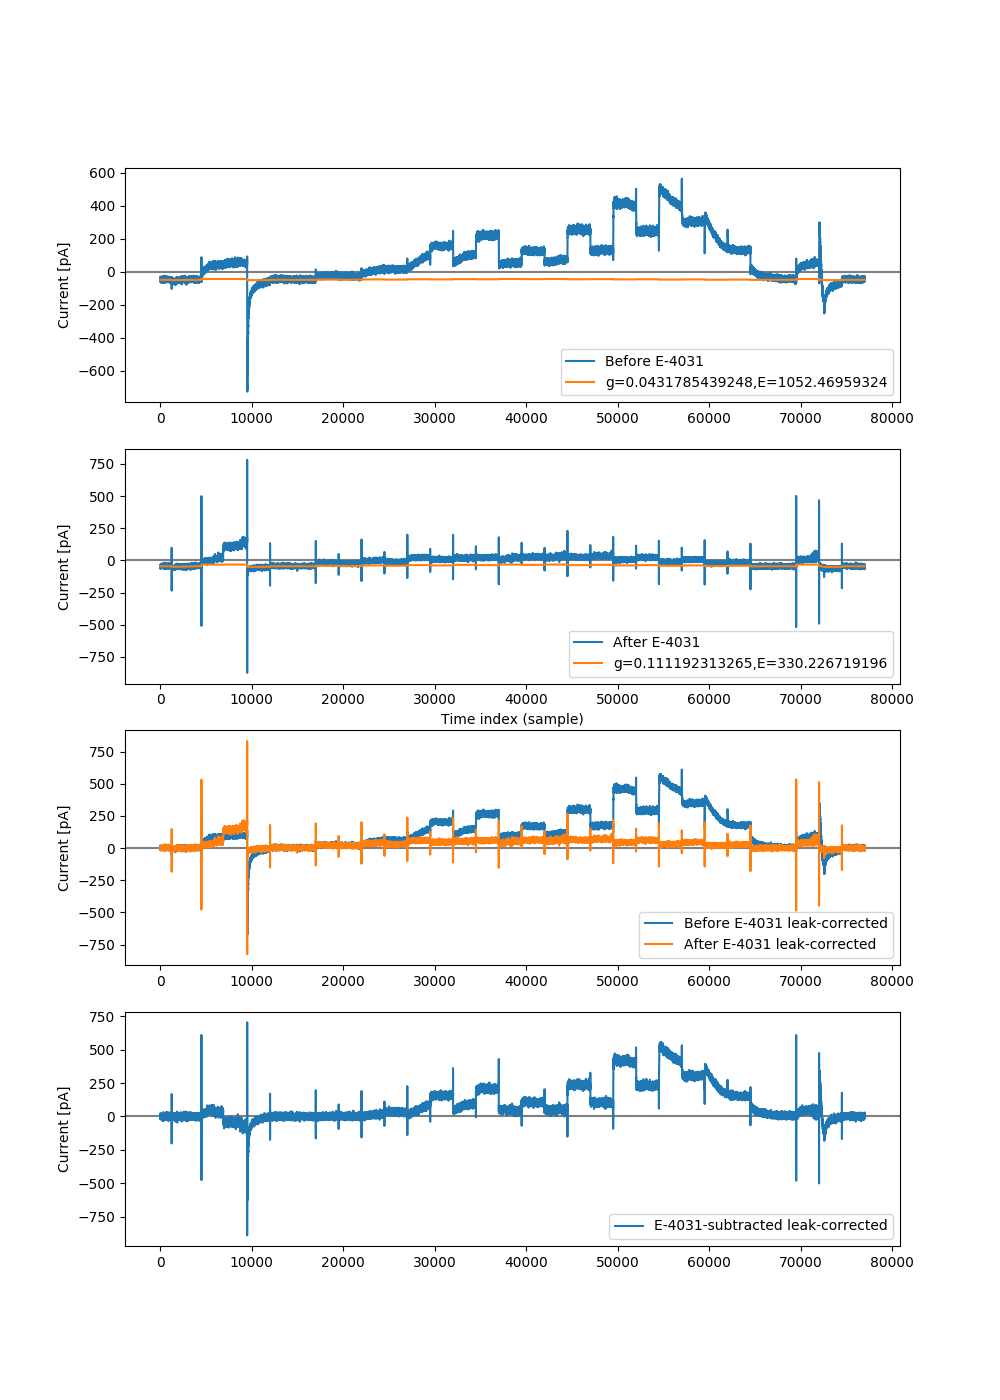 600
400
200
0
−200
−400
−600
Current [pA]
Before E-4031
g=0.0431785439248,E=1052.46959324
0 10000 20000 30000 40000 50000 60000 70000 80000
750
500
250
0
−250
−500
−750
Current [pA]
After E-4031
g=0.111192313265,E=330.226719196
0 10000 20000 30000 40000 50000 60000 70000 80000
Time index (sample)
750
500
250
0
−250
−500
−750
Current [pA]
Before E-4031 leak-corrected
After E-4031 leak-corrected
0 10000 20000 30000 40000 50000 60000 70000 80000
750
500
250
0
−250
−500
−750
Current [pA]
E-4031-subtracted leak-corrected
0 10000 20000 30000 40000 50000 60000 70000 80000